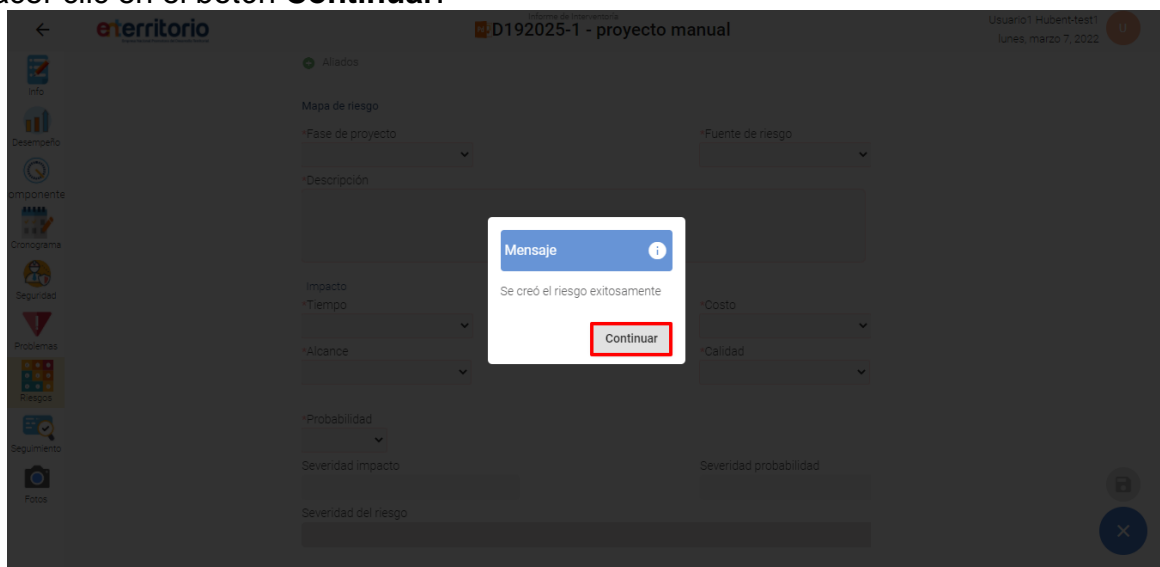 hacer clic en el botón Continuar.
Informe de Interventoría
eterritorio
D192025-1 - proyecto manual
Usuario1 Hubent-test1
lunes, marzo 7, 2022
U
Aliados
Info
Mapa de riesgo
Desempeño
*Fase de proyecto
*Fuente de riesgo
*Descripción
omponente
Cronograma
Mensaje
Seguridad
Impacto
Se creó el riesgo exitosamente
*Tiempo
*Costo
Continuar
Problemas
*Alcance
*Calidad
Riesgos
*Probabilidad
Seguimiento
Severidad impacto
Severidad probabilidad
Fotos
Severidad del riesgo